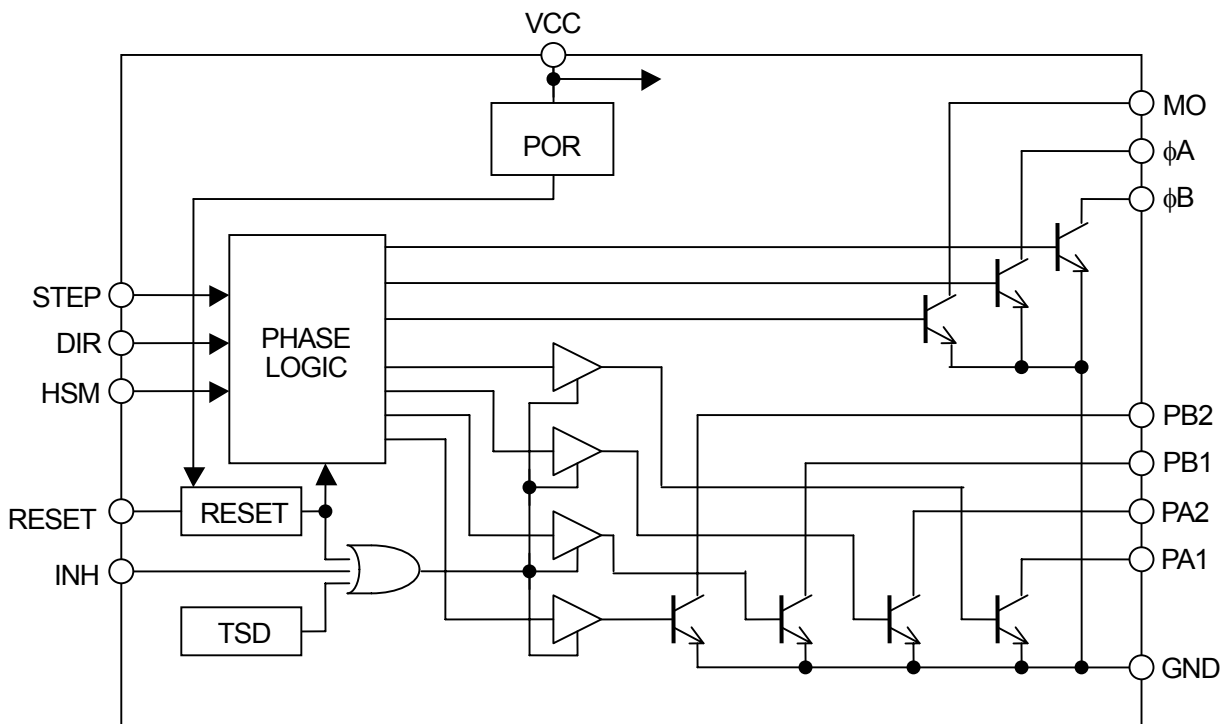 VCC
MO
POR
ϕA
ϕB
STEP
DIR
HSM
PHASE
LOGIC
PB2
PB1
RESET
RESET
PA2
INH
PA1
TSD
GND